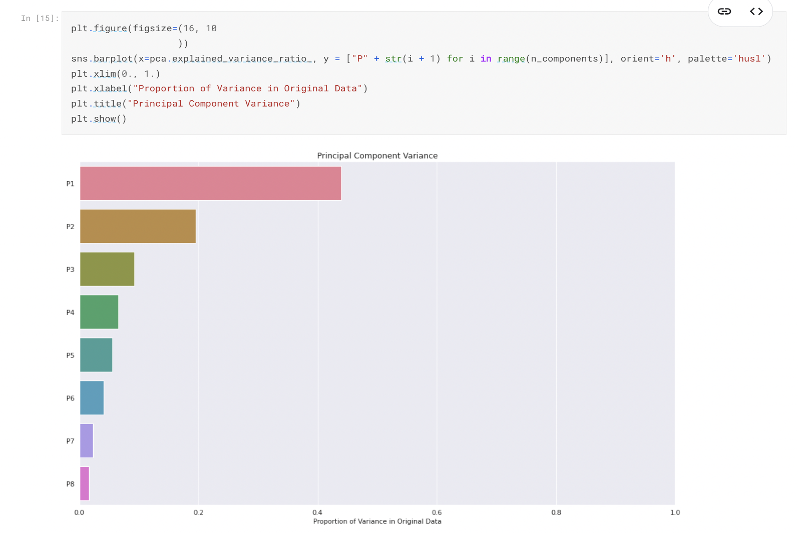 In [15]:
plt.figure(figsize=(16, 10
))
sns.barplot(x=pca.explained_variance_ratio_, y = ["P" + str(i + 1) for i in range(n_components)], orient='h', palette='husl')
plt.xlim(0., 1.)
plt.xlabel("Proportion of Variance in Original Data")
plt.title("Principal Component Variance")
plt.show()
Principal Component Variance
P1
P2
P3
P4
P5
P6
P7
P8
0.0 0.2 0.4 0.6 0.8 1.0
Proportion of Variance in Original Data